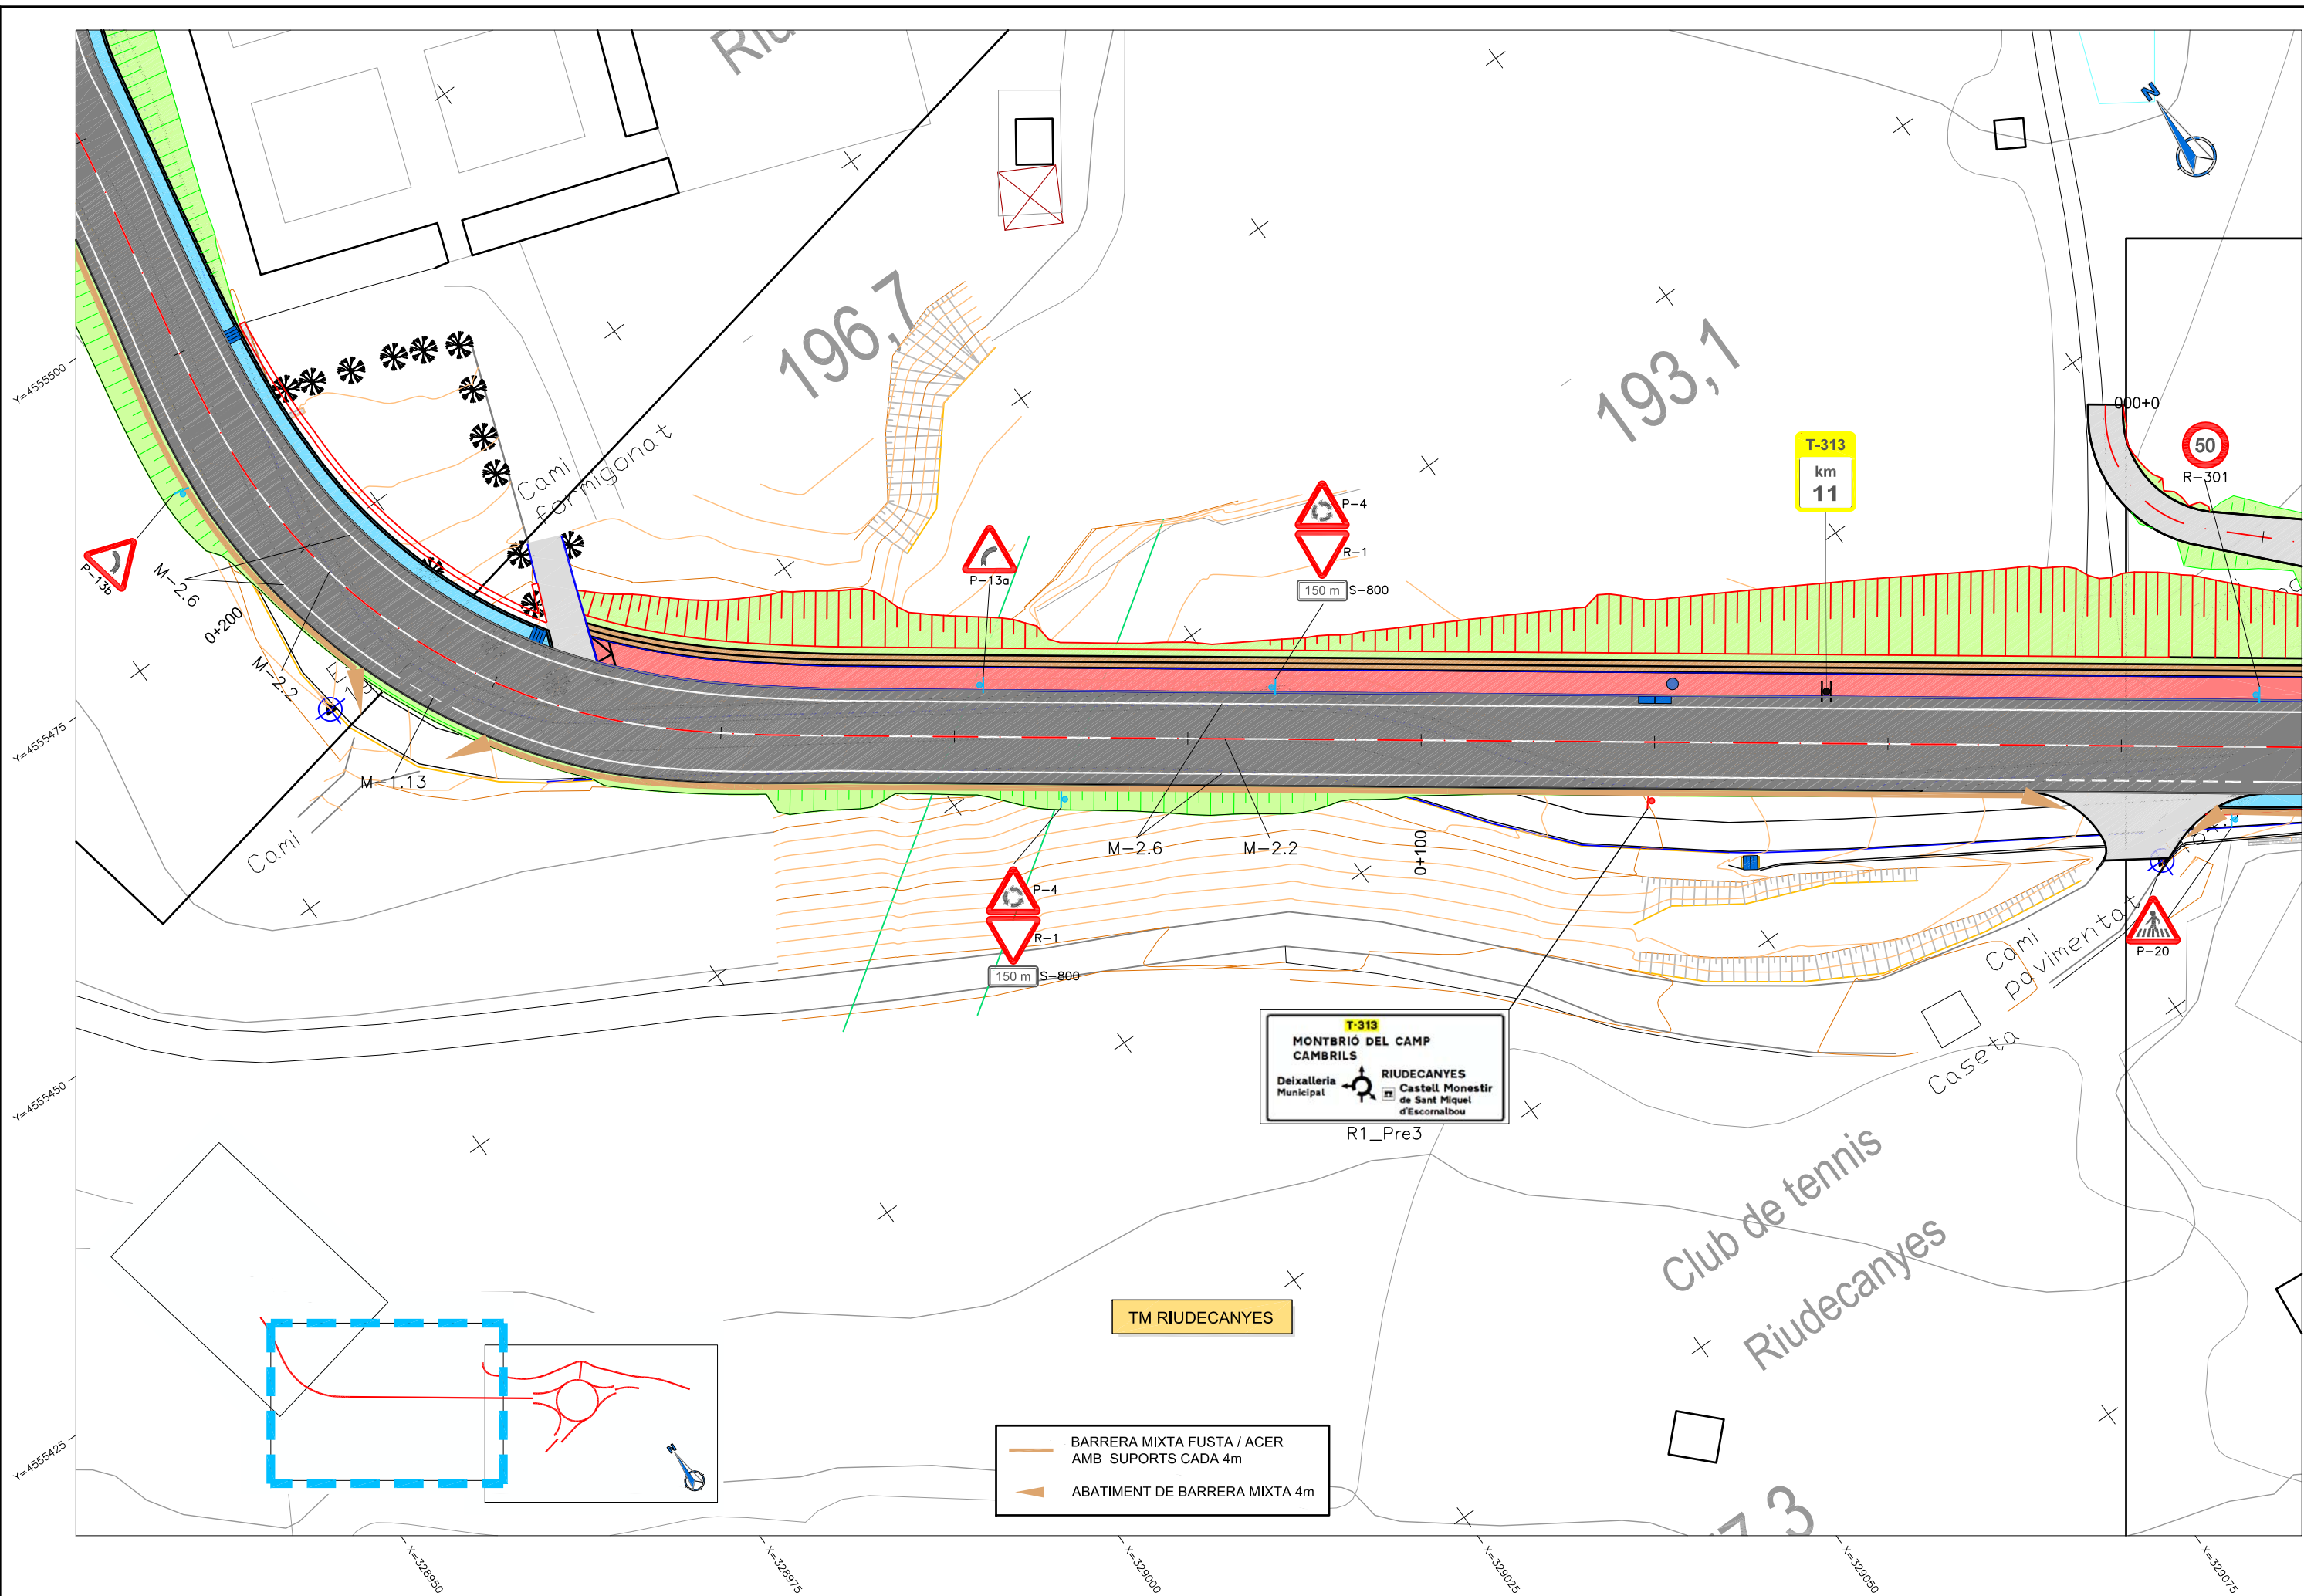 N
196,7
193,1
Y=4555500
Y=4555475
Y=4555450
Y=4555425
000+0
50
R-301
T-313
km
11
Camí
formigonat
P-4
R-1
150 m
S-800
P-13a
P-13b
M-2.6
0+200
M-2.2
M-1.13
Camí
M-2.6
M-2.2
0+100
P-4
R-1
150 m
S-800
P-20
Camí
pavimentat
Caseta
T-313
MONTBRIÓ DEL CAMP
CAMBRILS
Deixalleria
Municipal
RIUDECANYES
Castell Monestir
de Sant Miquel
d'Escornalbou
R1_Pre3
Club de tennis
Riudecanyes
TM RIUDECANYES
N
BARRERA MIXTA FUSTA / ACER
AMB SUPORTS CADA 4m
ABATIMENT DE BARRERA MIXTA 4m
X=328950
X=328975
X=329000
X=329025
X=329050
X=329075